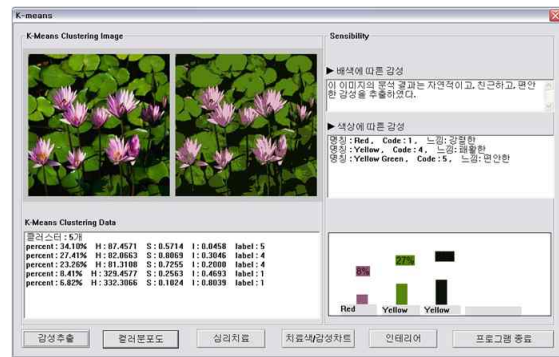 K-means
K-Means Clustering Image
Sensibility
▶ 배색에 따른 감성
이 이미지의 분석 결과는 자연적이고, 친근하고, 편안
한 감성을 추출하였다.
▶ 색상에 따른 감성
명칭 : Red, Code : 1, 느낌: 강렬한
명칭 : Yellow, Code : 4, 느낌: 쾌활한
명칭 : Yellow Green, Code : 5, 느낌: 편안한
K-Means Clustering Data
클러스터 : 5개
percent : 34.10% H : 87.4571 S : 0.5714 I : 0.0458 label : 5
percent : 27.41% H : 82.0663 S : 0.8069 I : 0.3046 label : 4
percent : 23.26% H : 81.3108 S : 0.7255 I : 0.2000 label : 4
percent : 8.41% H : 329.4577 S : 0.2563 I : 0.4693 label : 1
percent : 6.82% H : 332.3066 S : 0.1024 I : 0.8039 label : 1
8%
27%
Red Yellow Yellow
감성추출 컬러분포도 심리치료 치료색/감성차트 인테리어 프로그램 종료